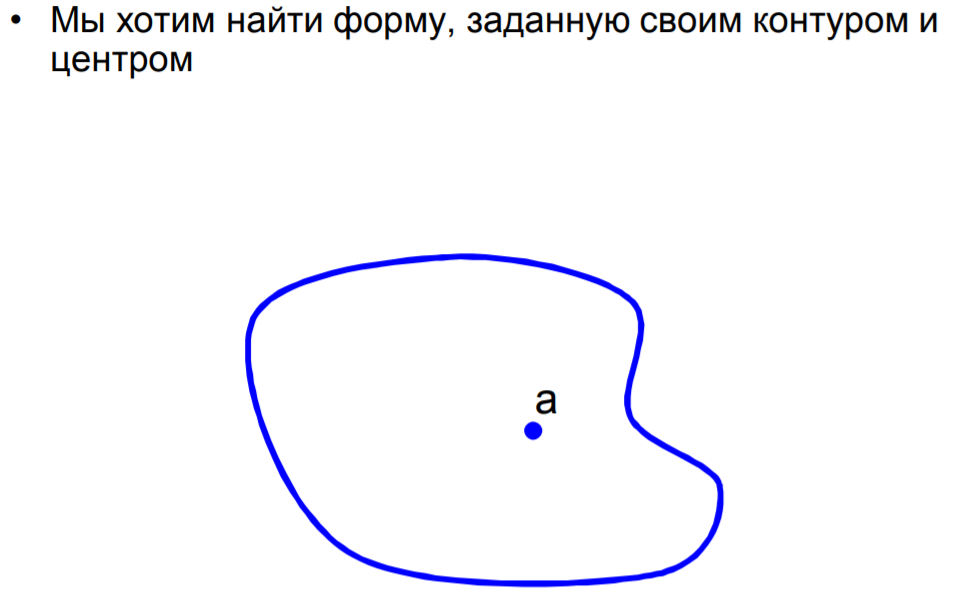 • Мы хотим найти форму, заданную своим контуром и
центром
a